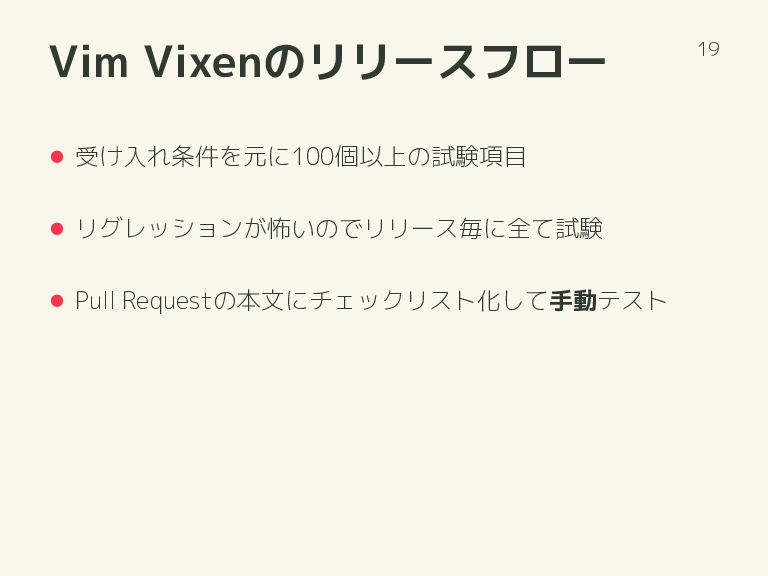 Vim Vixenのリリースフロー
19
受け入れ条件を元に100個以上の試験項目
リグレッションが怖いのでリリース毎に全て試験
Pull Requestの本文にチェックリスト化して手動テスト